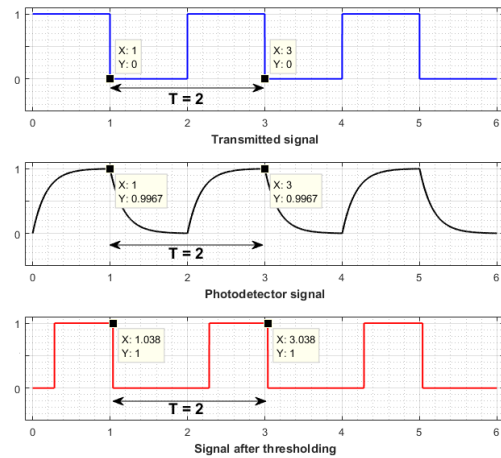 1
X: 1 X: 3
Y: 0 Y: 0
0
T = 2
0 1 2 3 4 5 6
Transmitted signal
1
X: 1 X: 3
Y: 0.9967 Y: 0.9967
0
T = 2
0 1 2 3 4 5 6
Photodetector signal
1
X: 1.038 X: 3.038
Y: 1 Y: 1
0
T = 2
0 1 2 3 4 5 6
Signal after thresholding